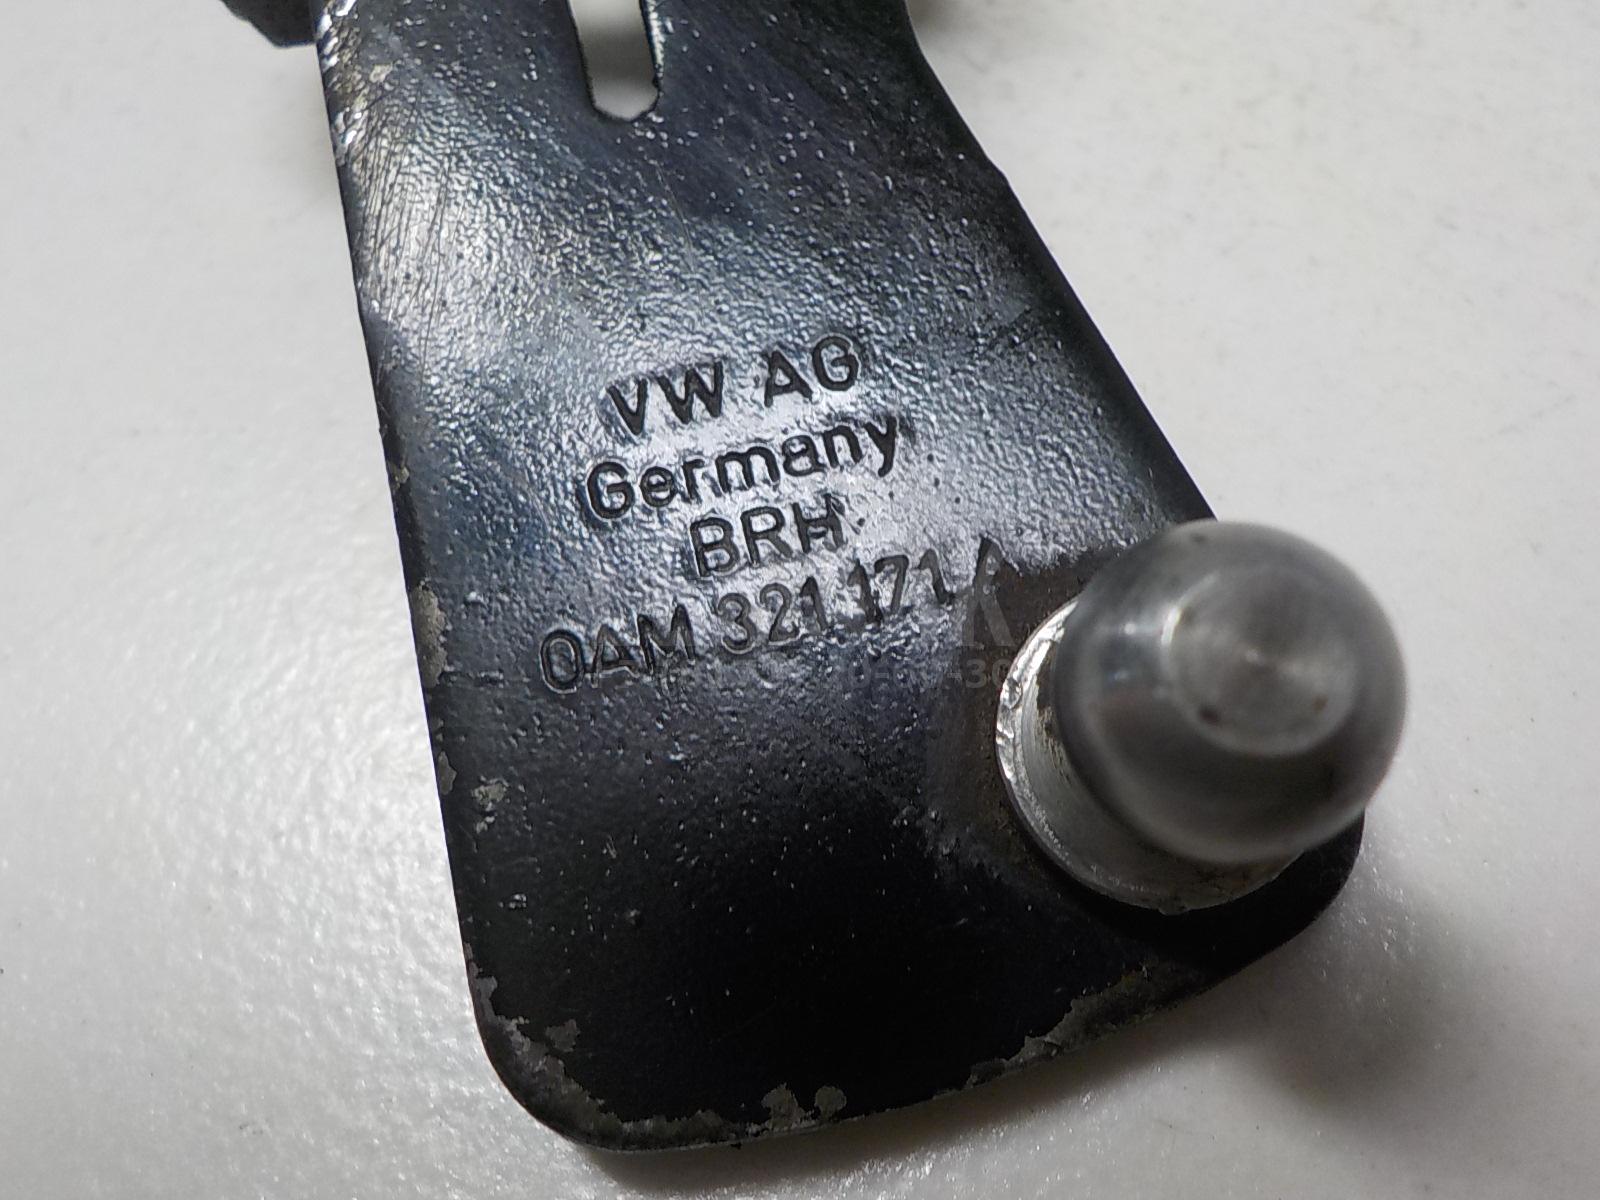 VW AG
Germany
BRH
0AM 321 171 A